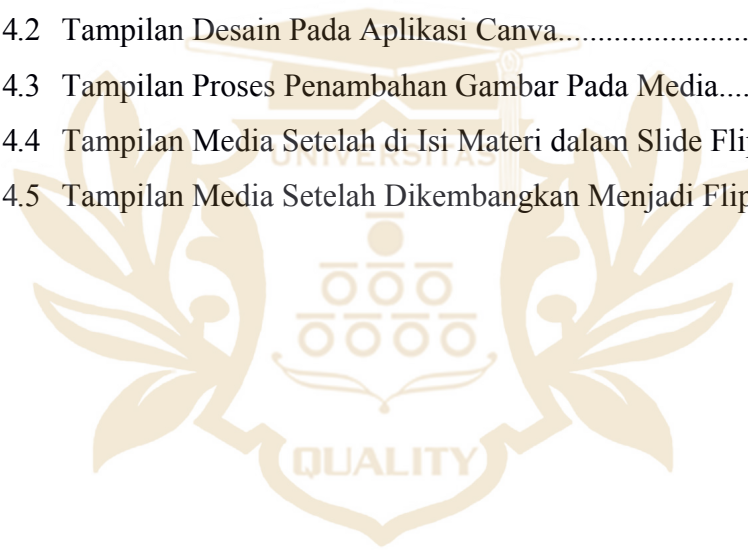 4.2 Tampilan Desain Pada Aplikasi Canva......................
4.3 Tampilan Proses Penambahan Gambar Pada Media....
4.4 Tampilan Media Setelah di Isi Materi dalam Slide Fli
UNIVERSITAS
4.5 Tampilan Media Setelah Dikembangkan Menjadi Flip
QUALITY